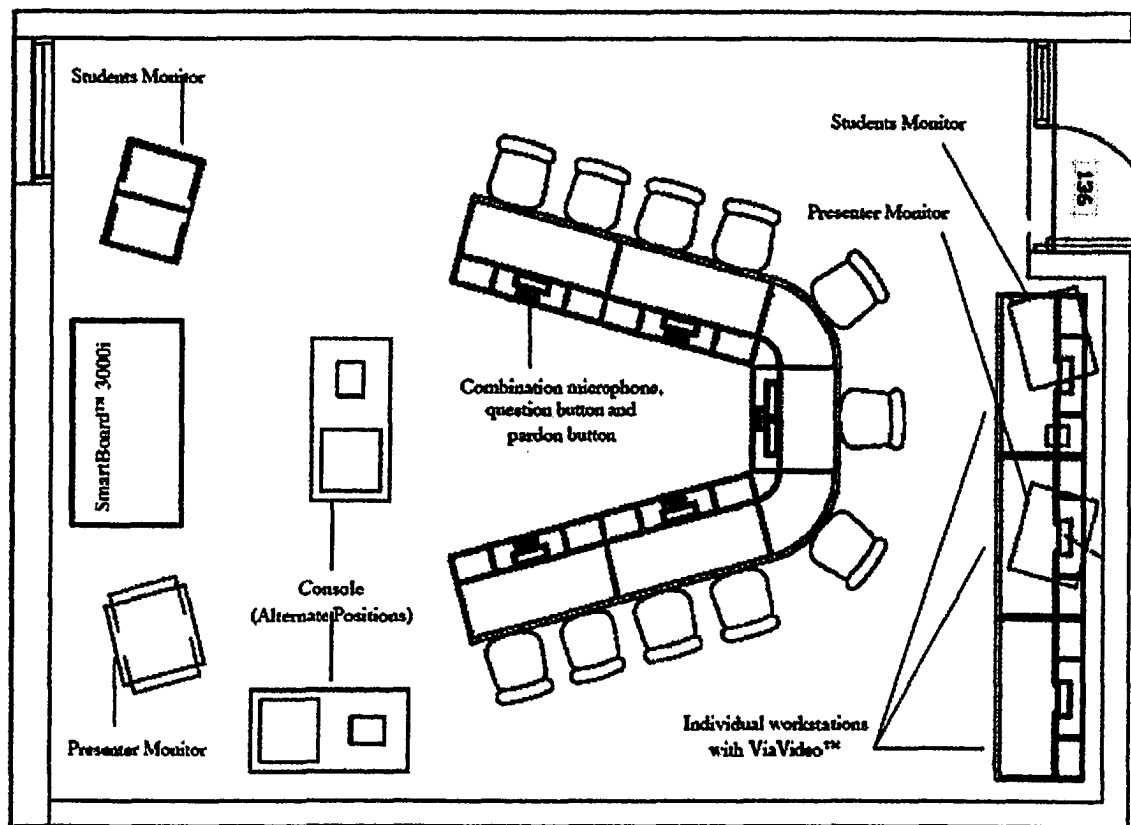 Students Monitor
Students Monitor
136
Presenter Monitor
SmartBoard™ 3000i
Combination microphone,
question button and
pardon button
Console
(Alternate Positions)
Presenter Monitor
Individual workstations
with ViaVideo™